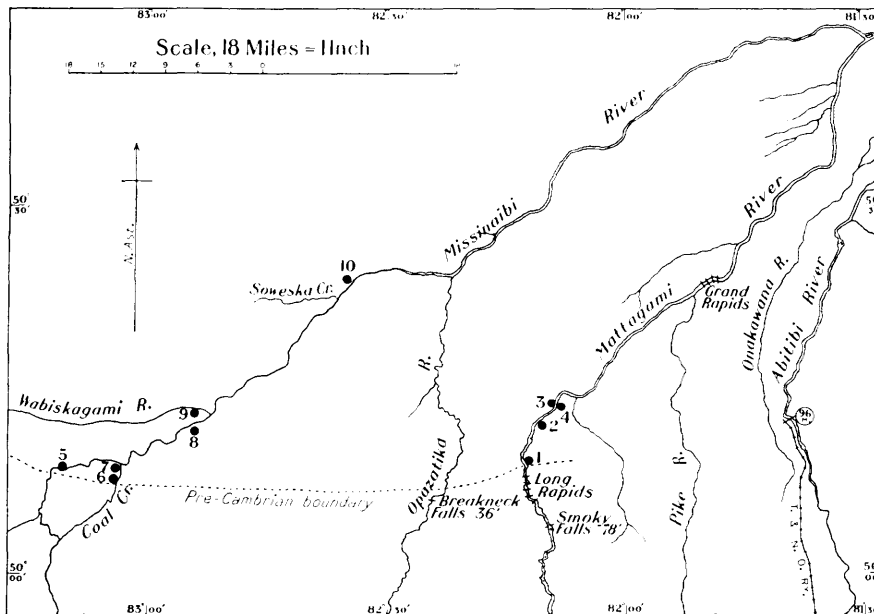 83°00'
82°30'
82°00'
81°30'
Scale, 18 Miles = 1Inch
18 15 12 9 6 3 0
River
N. Ast.
50°
30'
Missinaibi
River
10
Soweska Cr.
Grand
Rapids
Mattagami
Onakawana R.
Abitibi River
R.
3
4
Wabiskagami R.
9
2
8
96
5
7
1
6
Long
Rapids
Pre-Cambrian boundary
Coal Cr.
Opazatika
Breakneck
Falls 36'
Smoky
Falls 78'
Pike R.
T. & N. O. RY.
50°
00'
83°00'
82°30'
82°00'
81°30'